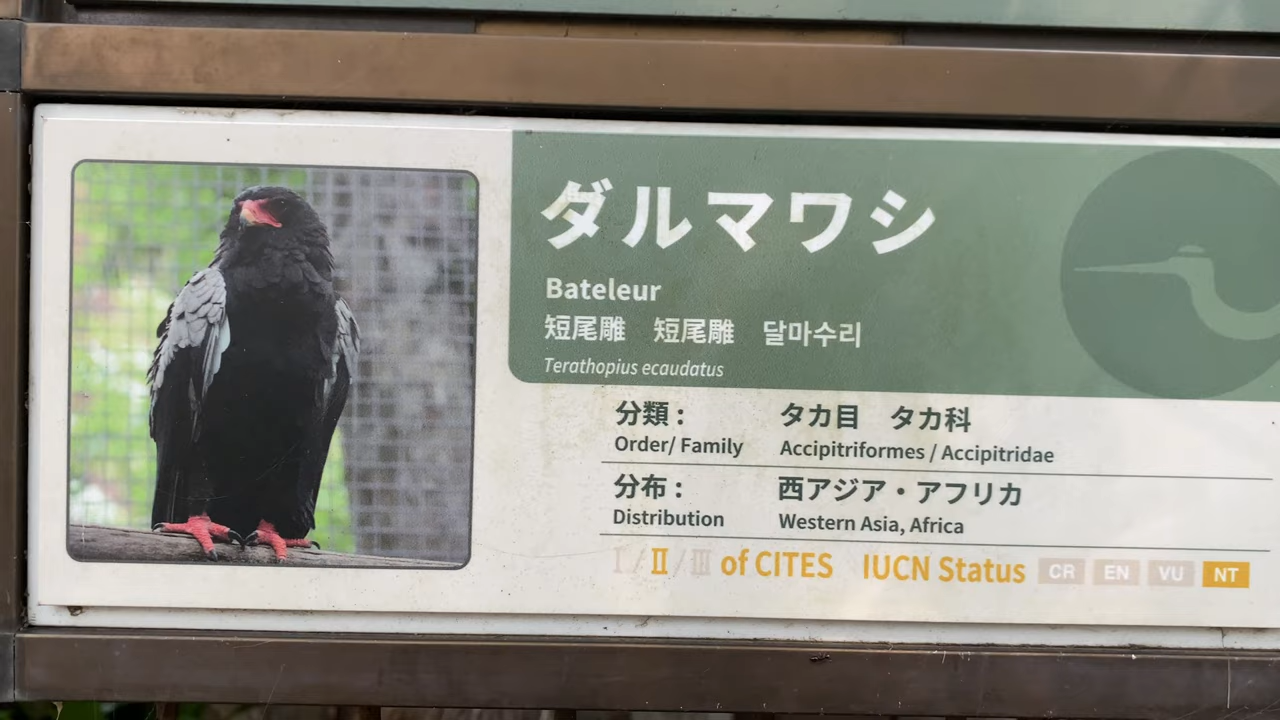 ダルマワシ
Bateleur
短尾雕　短尾雕　달마수리
Terathopius ecaudatus
分類：　タカ目　タカ科
Order/ Family　Accipitriformes / Accipitridae
分布：　西アジア・アフリカ
Distribution　Western Asia, Africa
Ⅰ/Ⅱ/Ⅲ of CITES　IUCN Status　CR　EN　VU　NT